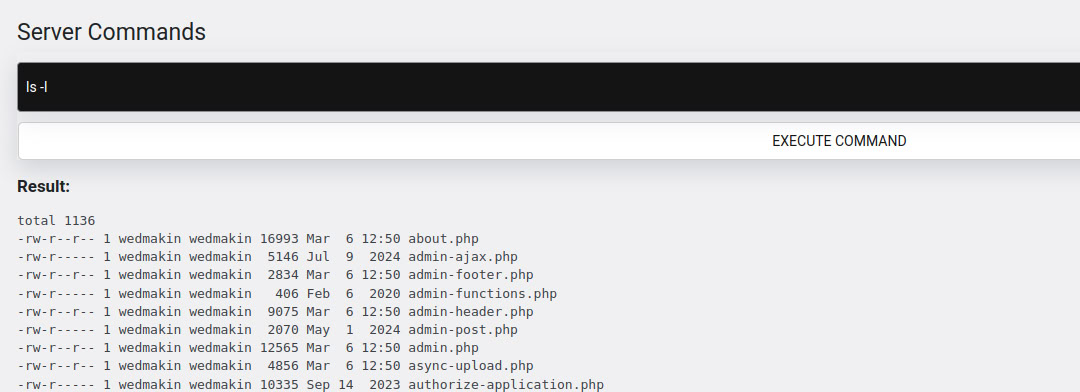 Server Commands
ls -l
EXECUTE COMMAND
Result:
total 1136
-rw-r--r-- 1 wedmakin wedmakin 16993 Mar  6 12:50 about.php
-rw-r----- 1 wedmakin wedmakin  5146 Jul  9  2024 admin-ajax.php
-rw-r--r-- 1 wedmakin wedmakin  2834 Mar  6 12:50 admin-footer.php
-rw-r----- 1 wedmakin wedmakin   406 Feb  6  2020 admin-functions.php
-rw-r--r-- 1 wedmakin wedmakin  9075 Mar  6 12:50 admin-header.php
-rw-r----- 1 wedmakin wedmakin  2070 May  1  2024 admin-post.php
-rw-r--r-- 1 wedmakin wedmakin 12565 Mar  6 12:50 admin.php
-rw-r--r-- 1 wedmakin wedmakin  4856 Mar  6 12:50 async-upload.php
-rw-r----- 1 wedmakin wedmakin 10335 Sep 14  2023 authorize-application.php